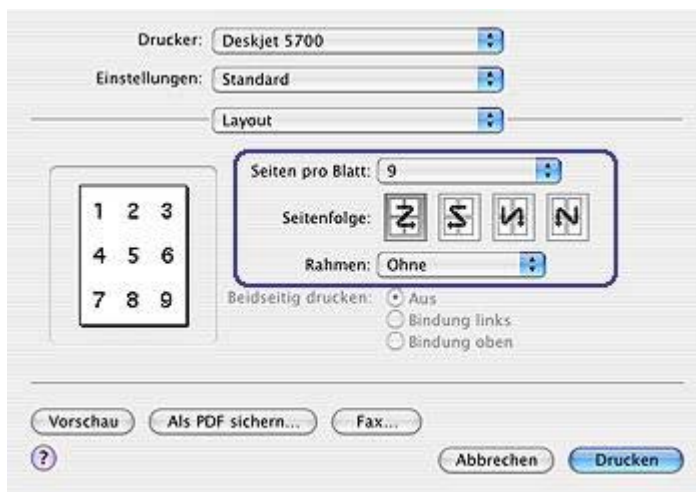 Drucker: Deskjet 5700
Einstellungen: Standard
Layout
Seiten pro Blatt: 9
Seitenfolge:
Rahmen: Ohne
1 2 3
4 5 6
7 8 9
Beidseitig drucken: Aus
Bindung links
Bindung oben
Vorschau Als PDF sichern... Fax...
? Abbrechen Drucken